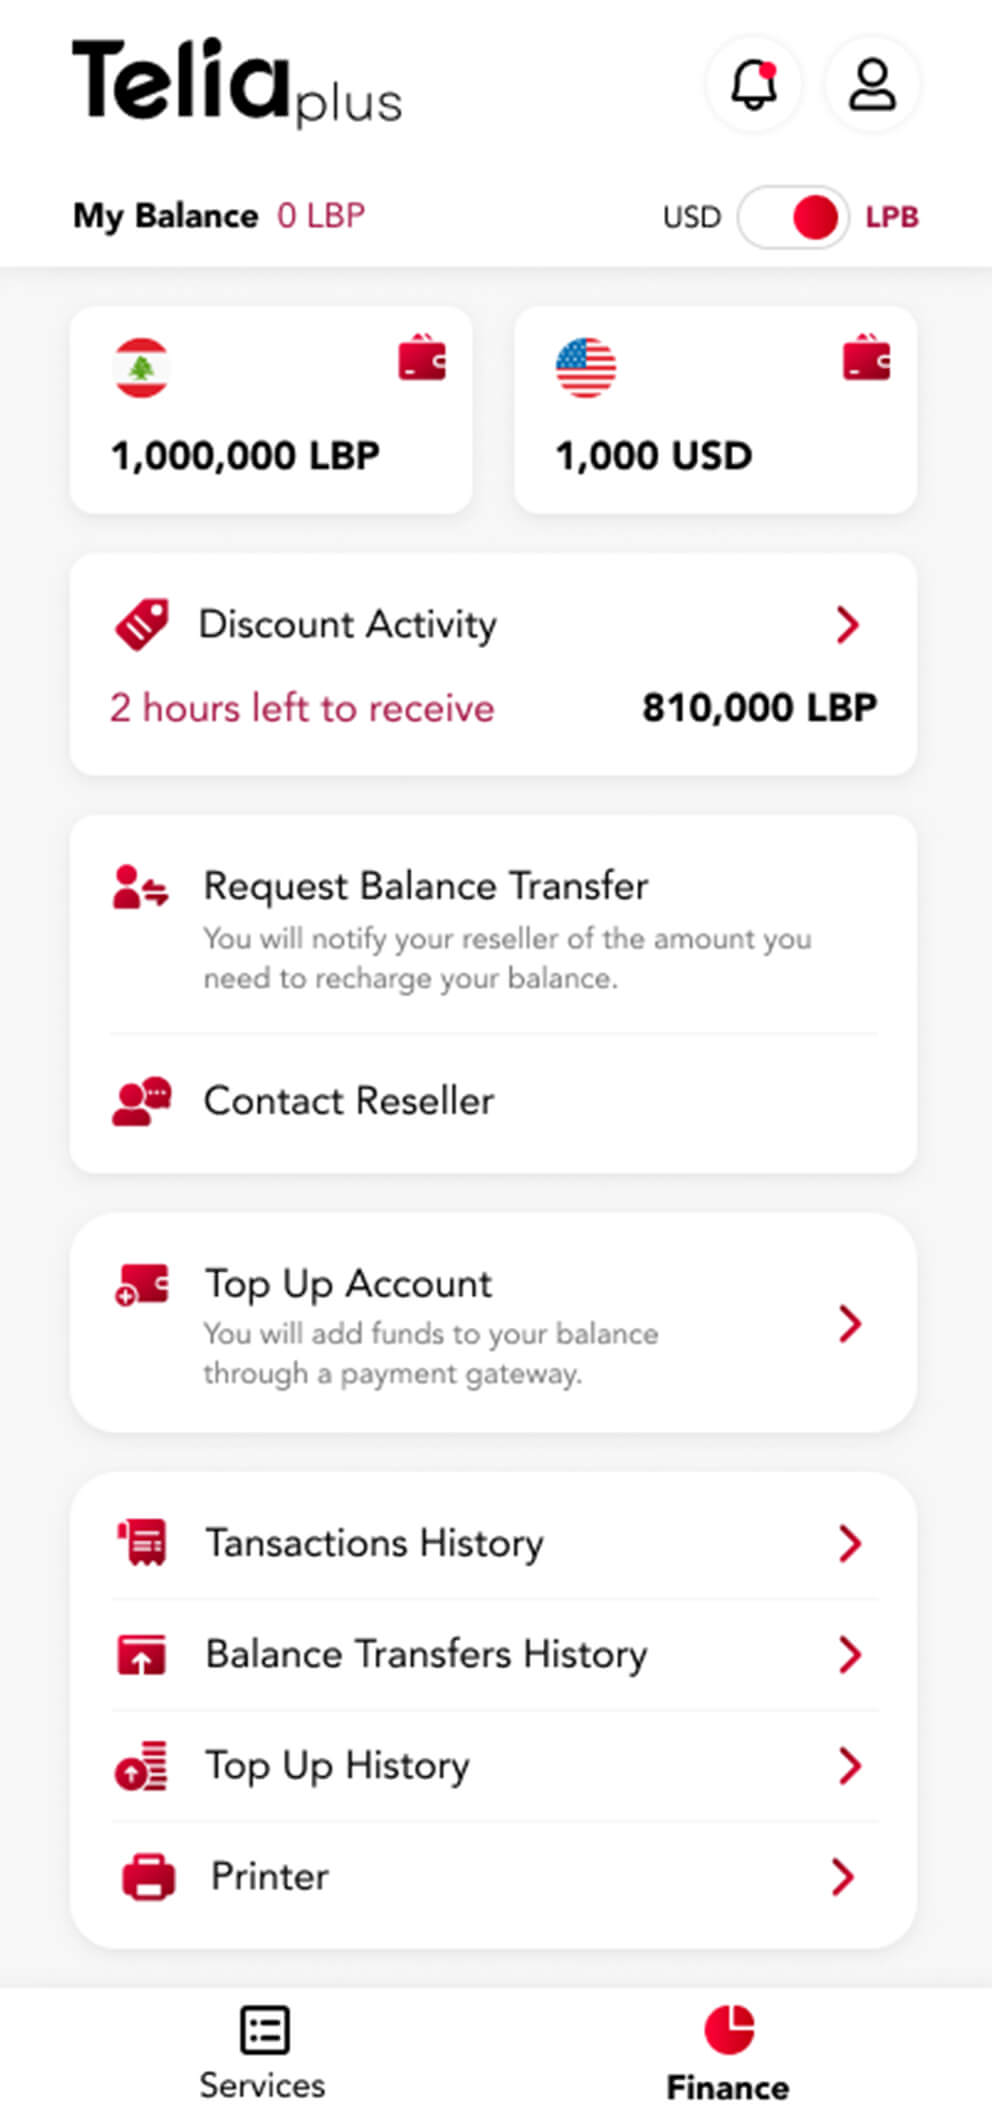 Telia plus
My Balance 0 LBP
USD LPB
1,000,000 LBP
1,000 USD
Discount Activity
2 hours left to receive 810,000 LBP
Request Balance Transfer
You will notify your reseller of the amount you
need to recharge your balance.
Contact Reseller
Top Up Account
You will add funds to your balance
through a payment gateway.
Tansactions History
Balance Transfers History
Top Up History
Printer
Services
Finance